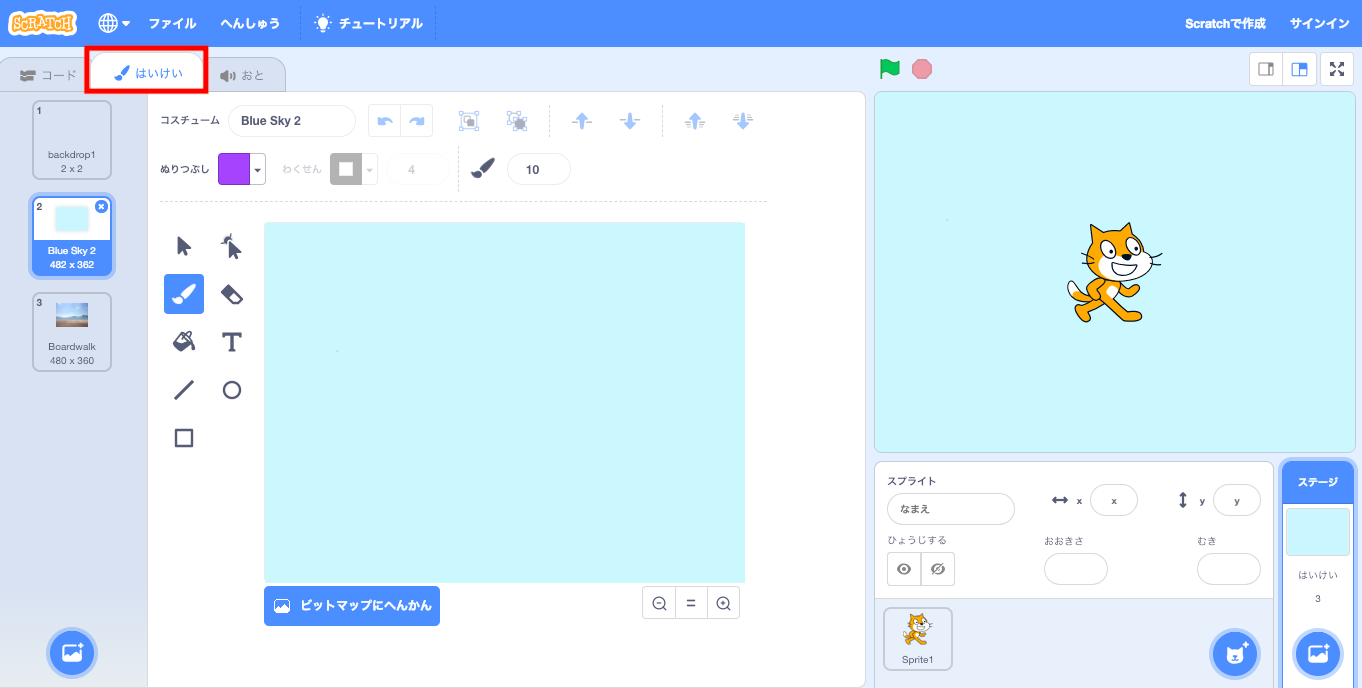 SCRATCH
ファイル
へんしゅう
チュートリアル
Scratchで作成
サインイン
コード
はいけい
おと
1
backdrop1
2 x 2
2
Blue Sky 2
482 x 362
3
Boardwalk
480 x 360
コスチューム
Blue Sky 2
ぬりつぶし
わくせん
4
10
T
ビットマップにへんかん
スプライト
なまえ
x
x
y
y
ひょうじする
おおきさ
むき
Sprite1
ステージ
はいけい
3